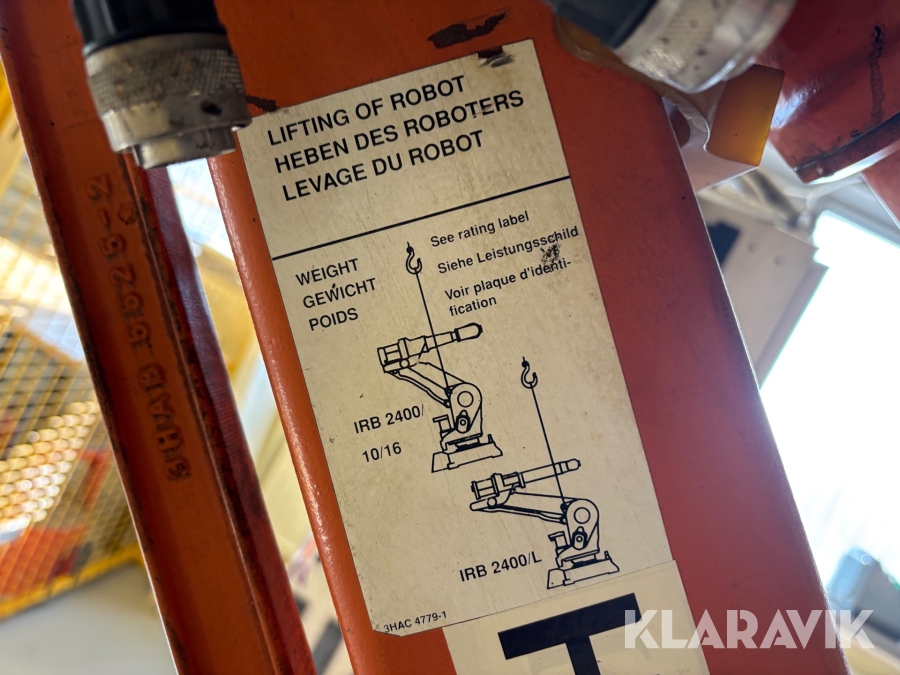 LIFTING OF ROBOT
HEBEN DES ROBOTERS
LEVAGE DU ROBOT
WEIGHT
GEWICHT
POIDS
See rating label
Siehe Leistungsschild
Voir plaque d'identi-
fication
IRB 2400/
10/16
IRB 2400/L
3HAC 4779-1
T
KLARAVIK